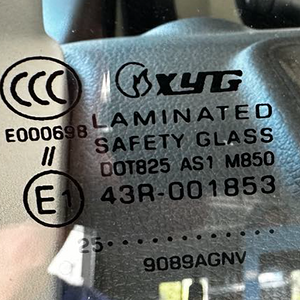 CCC
E000698
//
E1
XYG
LAMINATED
SAFETY GLASS
DOT825 AS1 M850
43R-001853
25••••••••
9089AGNV